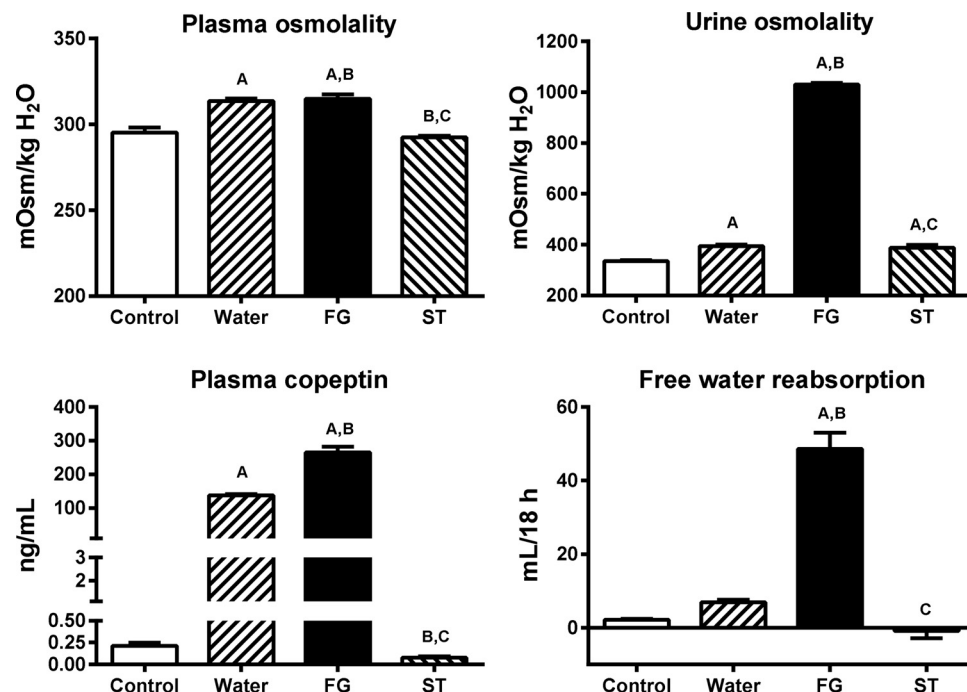 Plasma osmolality
mOsm/kg H₂O
350
300
250
200
A
A,B
B,C
Control Water FG ST
Urine osmolality
mOsm/kg H₂O
1200
1000
800
600
400
200
A
A,B
A,C
Control Water FG ST
Plasma copeptin
ng/mL
400
300
200
100
3
2
0.50
0.25
0.00
A
A,B
B,C
Control Water FG ST
Free water reabsorption
mL/18 h
60
40
20
0
A,B
C
Control Water FG ST